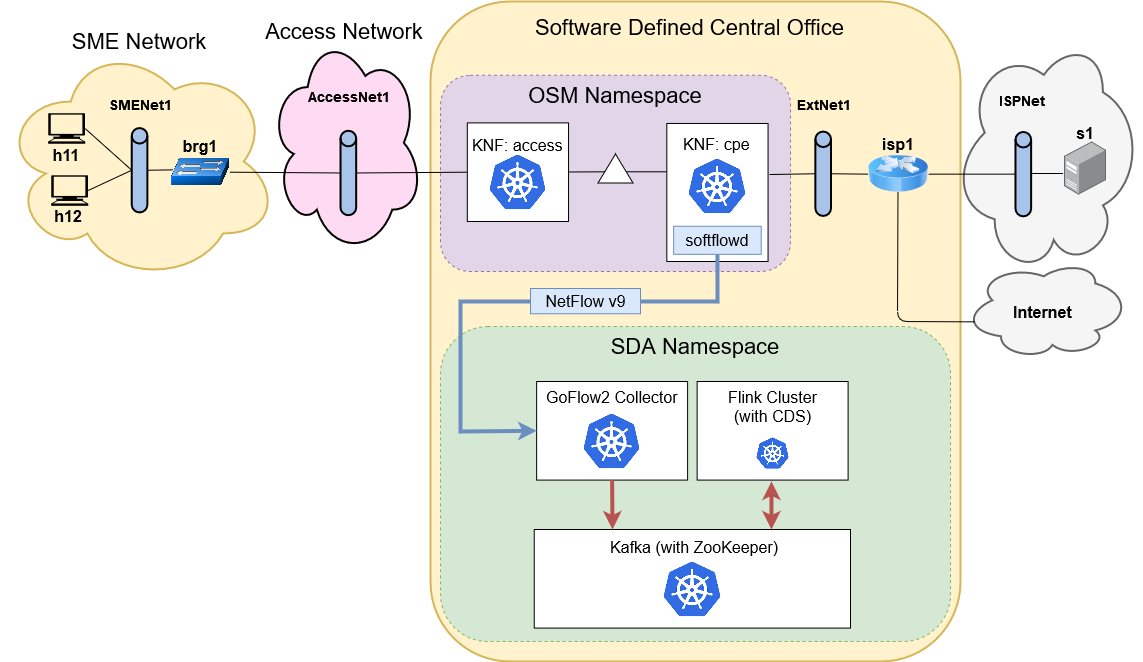 SME Network
Access Network
Software Defined Central Office
SMENet1
h11
h12
brg1
AccessNet1
OSM Namespace
KNF: access
KNF: cpe
softflowd
ExtNet1
isp1
ISPNet
s1
Internet
NetFlow v9
SDA Namespace
GoFlow2 Collector
Flink Cluster
(with CDS)
Kafka (with ZooKeeper)